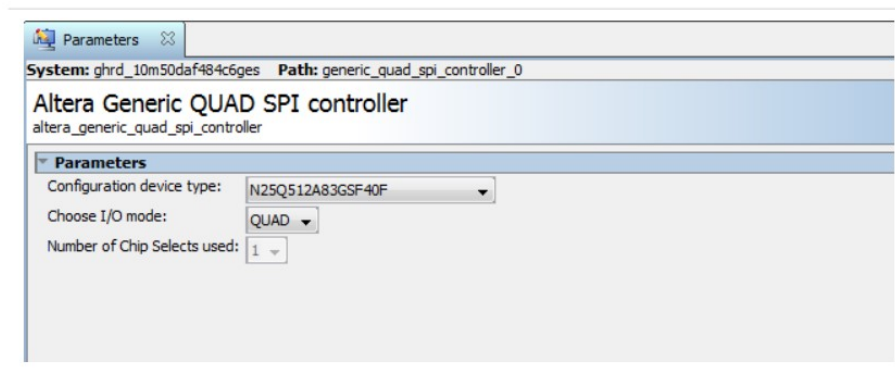 Parameters
System: ghrd_10m50daf484c6ges Path: generic_quad_spi_controller_0
Altera Generic QUAD SPI controller
altera_generic_quad_spi_controller
Parameters
Configuration device type: N25Q512A83GSF40F
Choose I/O mode: QUAD
Number of Chip Selects used: 1